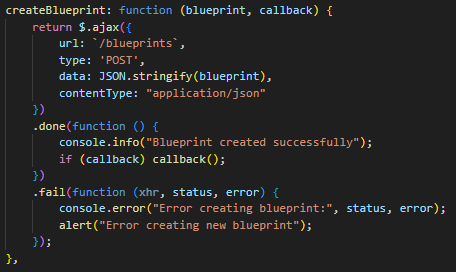 createBlueprint: function (blueprint, callback) {
    return $.ajax({
        url: `/blueprints`,
        type: 'POST',
        data: JSON.stringify(blueprint),
        contentType: "application/json"
    })
    .done(function () {
        console.info("Blueprint created successfully");
        if (callback) callback();
    })
    .fail(function (xhr, status, error) {
        console.error("Error creating blueprint:", status, error);
        alert("Error creating new blueprint");
    });
},